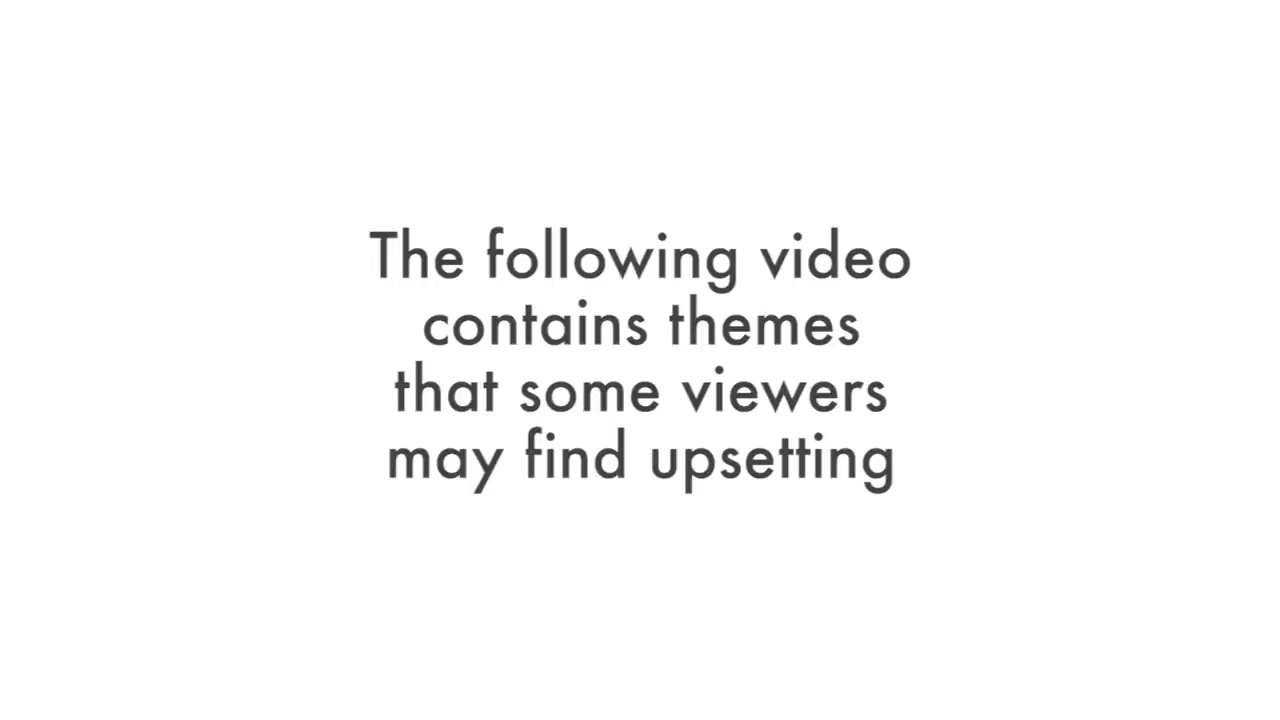 The following video
contains themes
that some viewers
may find upsetting